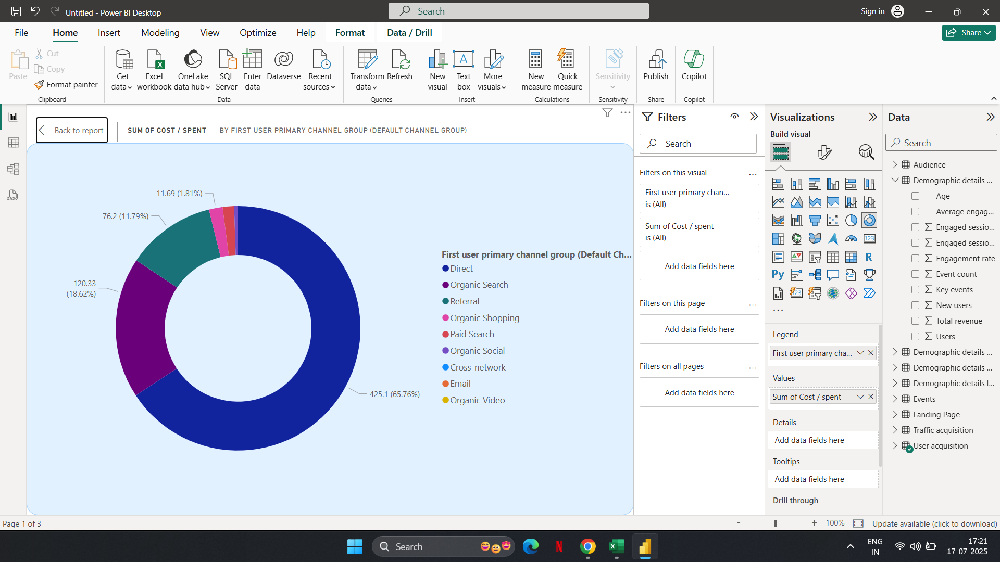 Untitled - Power BI Desktop
Search
Sign in
File
Home
Insert
Modeling
View
Optimize
Help
Format
Data / Drill
Share
Paste
Cut
Copy
Format painter
Clipboard
Get data
Excel workbook
OneLake data hub
SQL Server
Enter data
Dataverse
Recent sources
Data
Transform data
Refresh
Queries
New visual
Text box
More visuals
Insert
New measure
Quick measure
Calculations
Sensitivity
Sensitivity
Publish
Share
Copilot
Copilot
Back to report
SUM OF COST / SPENT
BY FIRST USER PRIMARY CHANNEL GROUP (DEFAULT CHANNEL GROUP)
11.69 (1.81%)
76.2 (11.79%)
120.33
(18.62%)
425.1 (65.76%)
First user primary channel group (Default Ch...
Direct
Organic Search
Referral
Organic Shopping
Paid Search
Organic Social
Cross-network
Email
Organic Video
Filters
Search
Filters on this visual
...
First user primary chan...
is (All)
Sum of Cost / spent
is (All)
Add data fields here
Filters on this page
...
Add data fields here
Filters on all pages
...
Add data fields here
Visualizations
Build visual
123
R
Py
123
...
Legend
First user primary cha...
Values
Sum of Cost / spent
Details
Add data fields here
Tooltips
Add data fields here
Drill through
Data
Search
Audience
Demographic details ...
Age
Average engag...
Engaged sessio...
Engaged sessio...
Engagement rate
Event count
Key events
New users
Total revenue
Users
Demographic details ...
Demographic details ...
Demographic details l...
Events
Landing Page
Traffic acquisition
User acquisition
Page 1 of 3
- + 100%
Update available (click to download)
Search
ENG
IN
17:21
17-07-2025